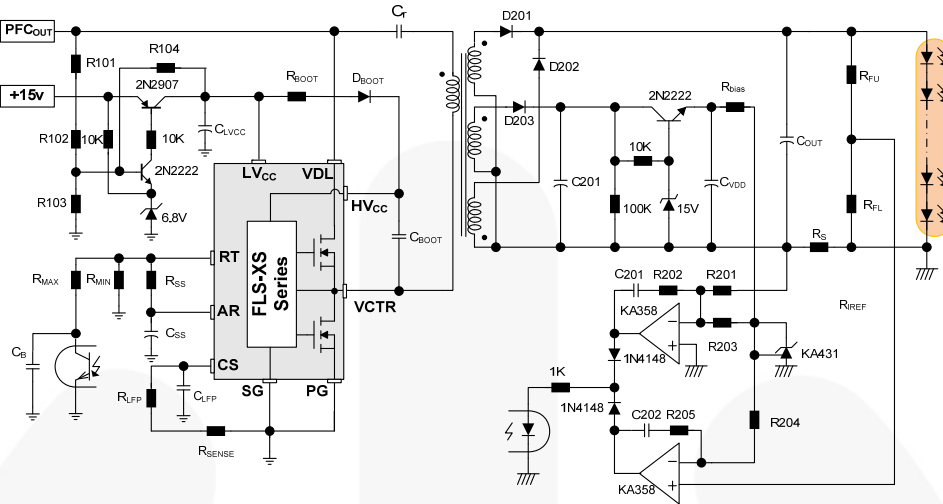 PFCOUT
Cr
D201
R101
R104
D202
RFU
2N2907
+15v
RBOOT
DBOOT
D203
2N2222
Rbias
R102
10K
10K
CLVCC
10K
COUT
2N2222
LVCC
VDL
C201
CVDD
R103
6.8V
HVCC
100K
15V
RFL
CBOOT
RS
RT
RMAX
RMIN
RSS
FLS-XS
Series
C201
R202
R201
VCTR
RIREF
KA358
AR
CSS
R203
CB
1N4148
KA431
CS
1K
RLFP
CLFP
SG
PG
1N4148
C202
R205
R204
RSENSE
KA358